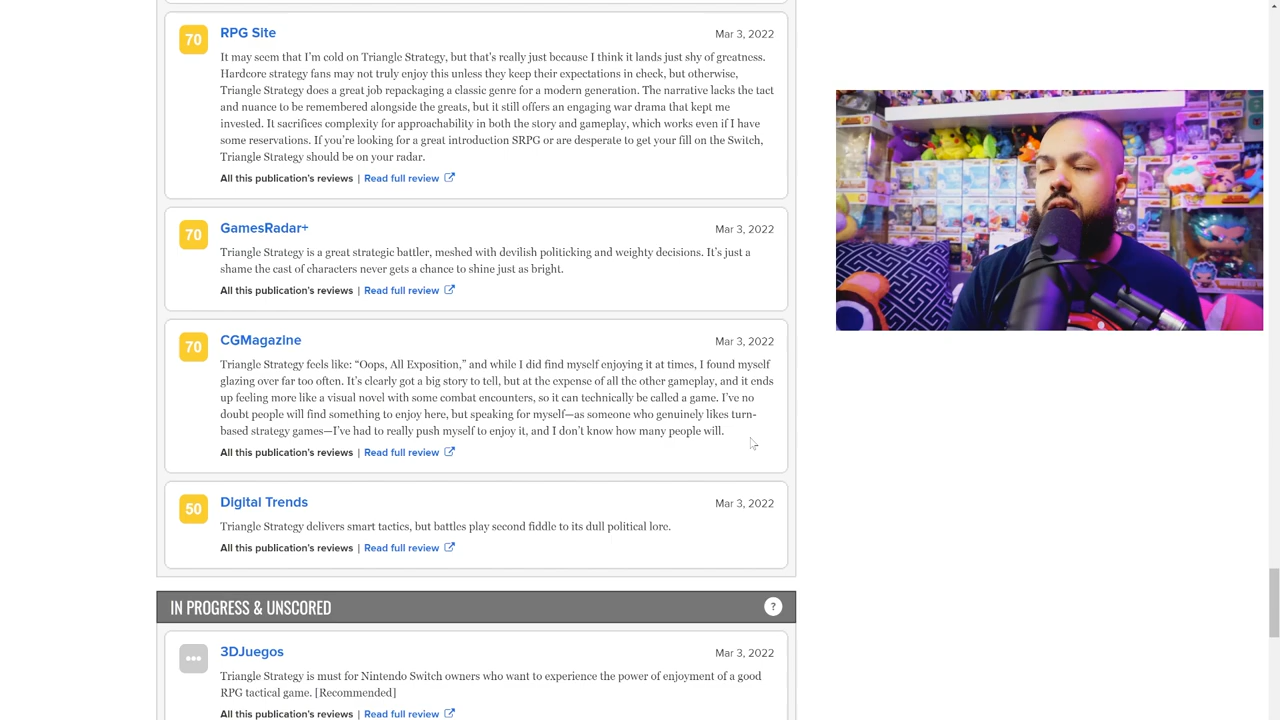 70
RPG Site
Mar 3, 2022
It may seem that I'm cold on Triangle Strategy, but that's really just because I think it lands just shy of greatness.
Hardcore strategy fans may not truly enjoy this unless they keep their expectations in check, but otherwise,
Triangle Strategy does a great job repackaging a classic genre for a modern generation. The narrative lacks the tact
and nuance to be remembered alongside the greats, but it still offers an engaging war drama that kept me
invested. It sacrifices complexity for approachability in both the story and gameplay, which works even if I have
some reservations. If you're looking for a great introduction SRPG or are desperate to get your fill on the Switch,
Triangle Strategy should be on your radar.
All this publication's reviews | Read full review
70
GamesRadar+
Mar 3, 2022
Triangle Strategy is a great strategic battler, meshed with devilish politicking and weighty decisions. It's just a
shame the cast of characters never gets a chance to shine just as bright.
All this publication's reviews | Read full review
70
CGMagazine
Mar 3, 2022
Triangle Strategy feels like: “Oops, All Exposition,” and while I did find myself enjoying it at times, I found myself
glazing over far too often. It's clearly got a big story to tell, but at the expense of all the other gameplay, and it ends
up feeling more like a visual novel with some combat encounters, so it can technically be called a game. I've no
doubt people will find something to enjoy here, but speaking for myself—as someone who genuinely likes turn-
based strategy games—I've had to really push myself to enjoy it, and I don't know how many people will.
All this publication's reviews | Read full review
50
Digital Trends
Mar 3, 2022
Triangle Strategy delivers smart tactics, but battles play second fiddle to its dull political lore.
All this publication's reviews | Read full review
IN PROGRESS & UNSCORED
?
3DJuegos
Mar 3, 2022
Triangle Strategy is must for Nintendo Switch owners who want to experience the power of enjoyment of a good
RPG tactical game. [Recommended]
All this publication's reviews | Read full review